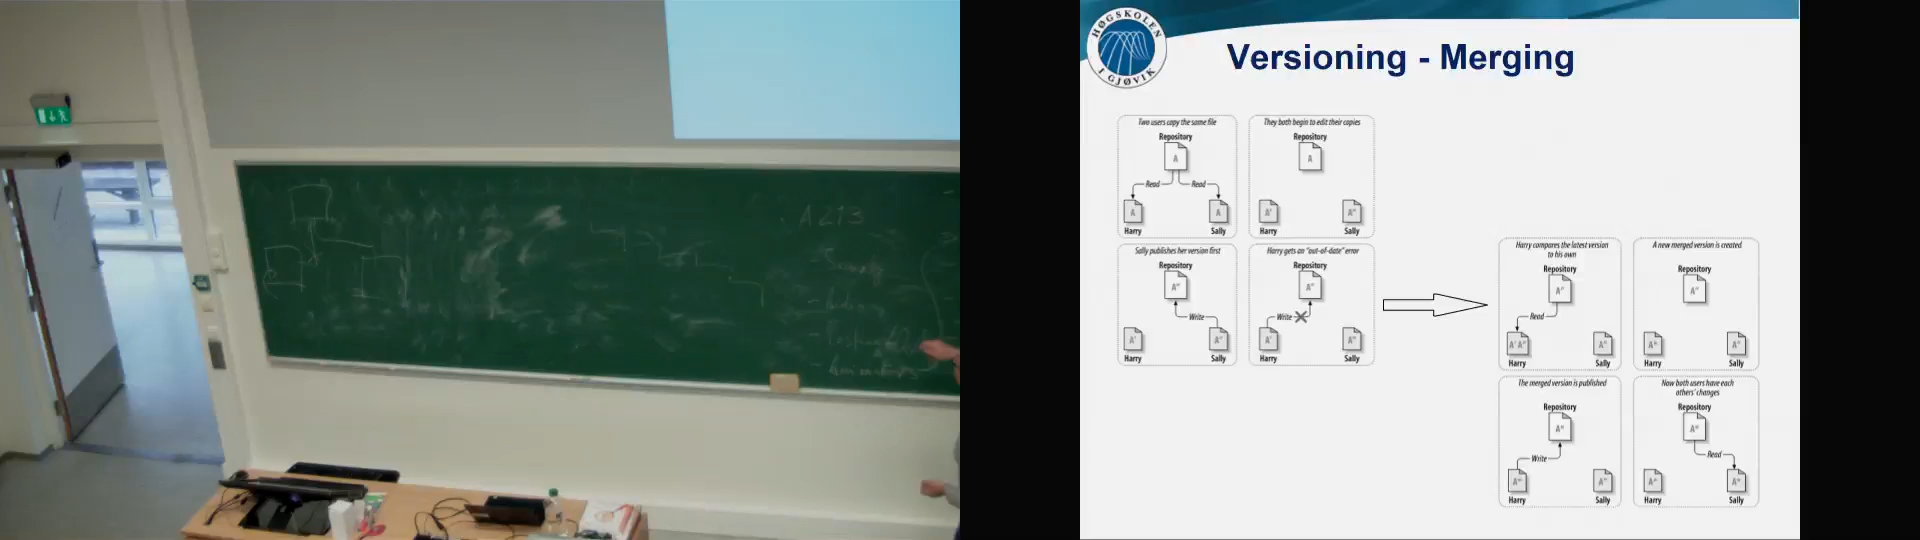 A213
HØGSKOLEN
I GJØVIK
Versioning - Merging
Two users copy the same file
Repository
A
Read
Read
A
A
Harry
Sally
They both begin to edit their copies
Repository
A
A'
A"
Harry
Sally
Sally publishes her version first
Repository
A"
Write
A'
A"
Harry
Sally
Harry gets an "out-of-date" error
Repository
A"
Write
A'
A"
Harry
Sally
Harry compares the latest version
to his own
Repository
A"
Read
A' A"
A"
Harry
Sally
A new merged version is created
Repository
A"
A*
A"
Harry
Sally
The merged version is published
Repository
A*
Write
A*
A"
Harry
Sally
Now both users have each
others' changes
Repository
A*
Read
A*
A*
Harry
Sally